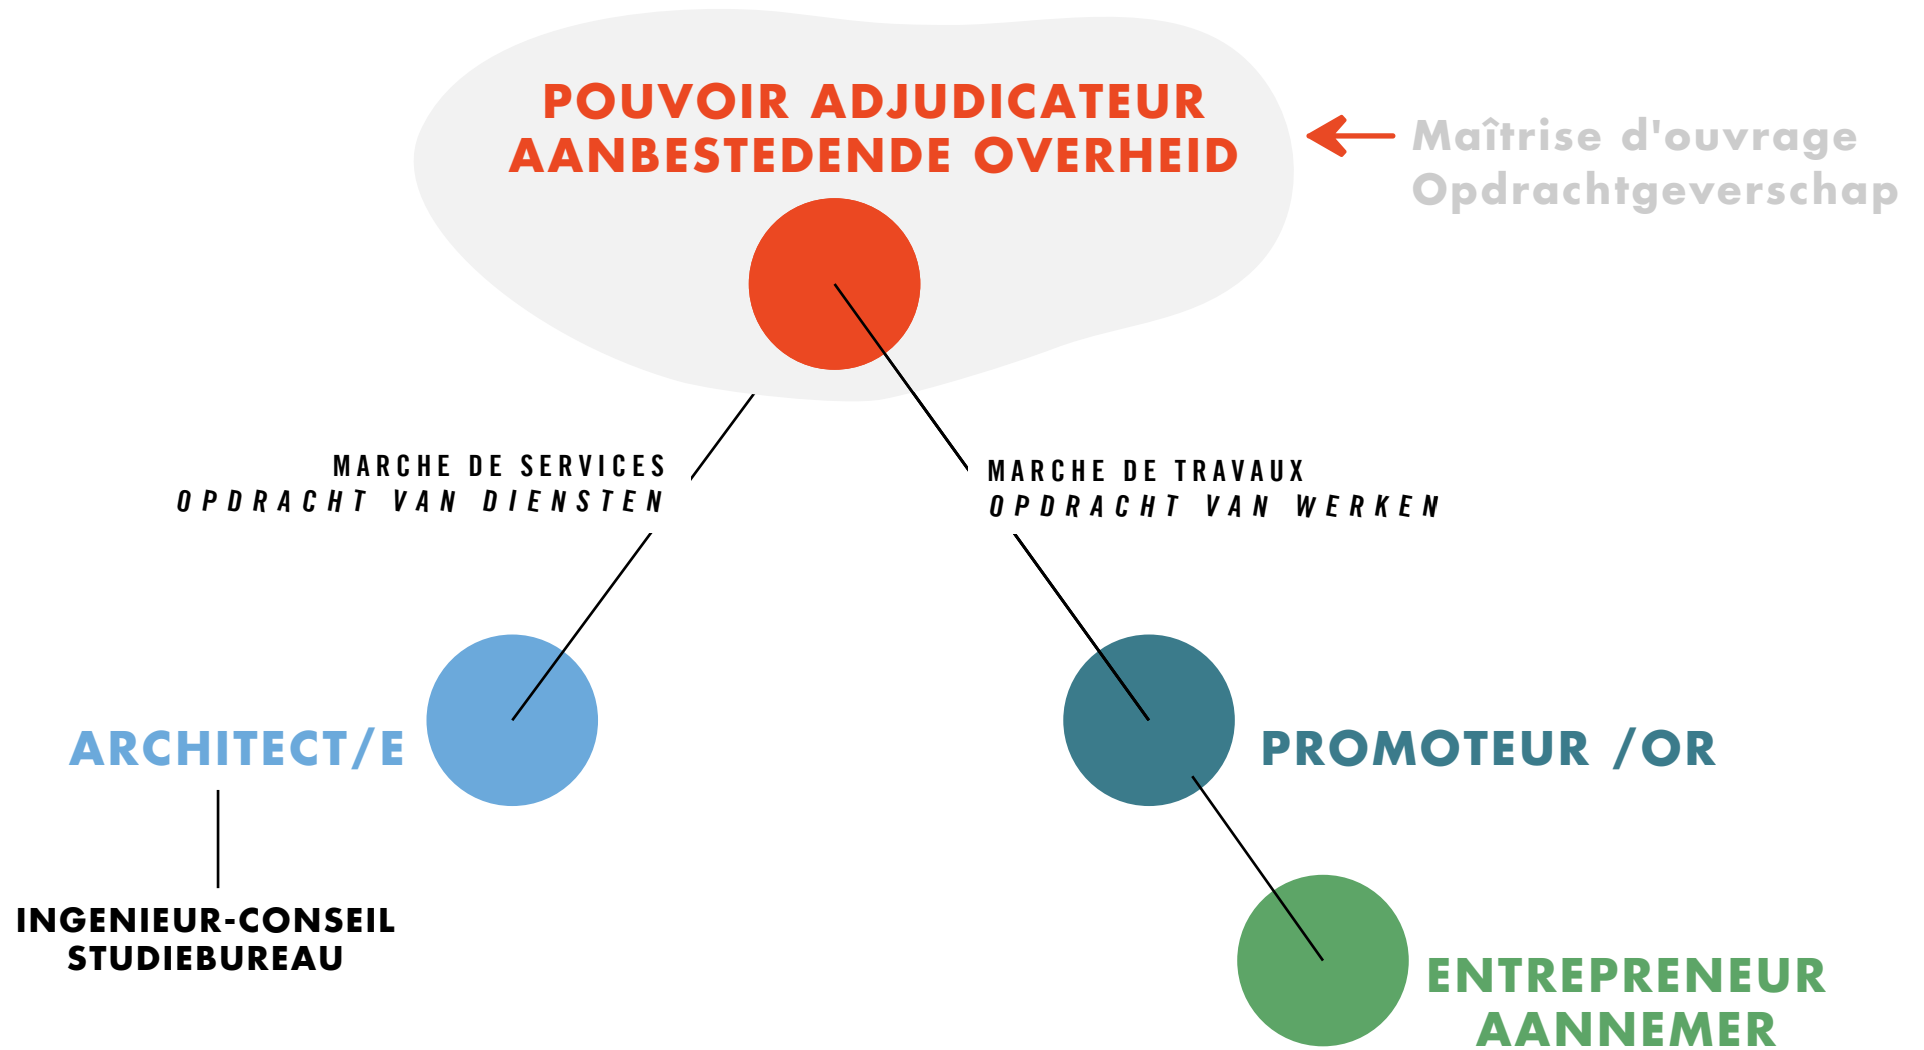 POUVOIR ADJUDICATEUR
AANBESTEDENDE OVERHEID
Maîtrise d'ouvrage
Opdrachtgeverschap
MARCHE DE SERVICES
OPDRACHT VAN DIENSTEN
MARCHE DE TRAVAUX
OPDRACHT VAN WERKEN
ARCHITECT/E
PROMOTEUR /OR
INGENIEUR-CONSEIL
STUDIEBUREAU
ENTREPRENEUR
AANNEMER